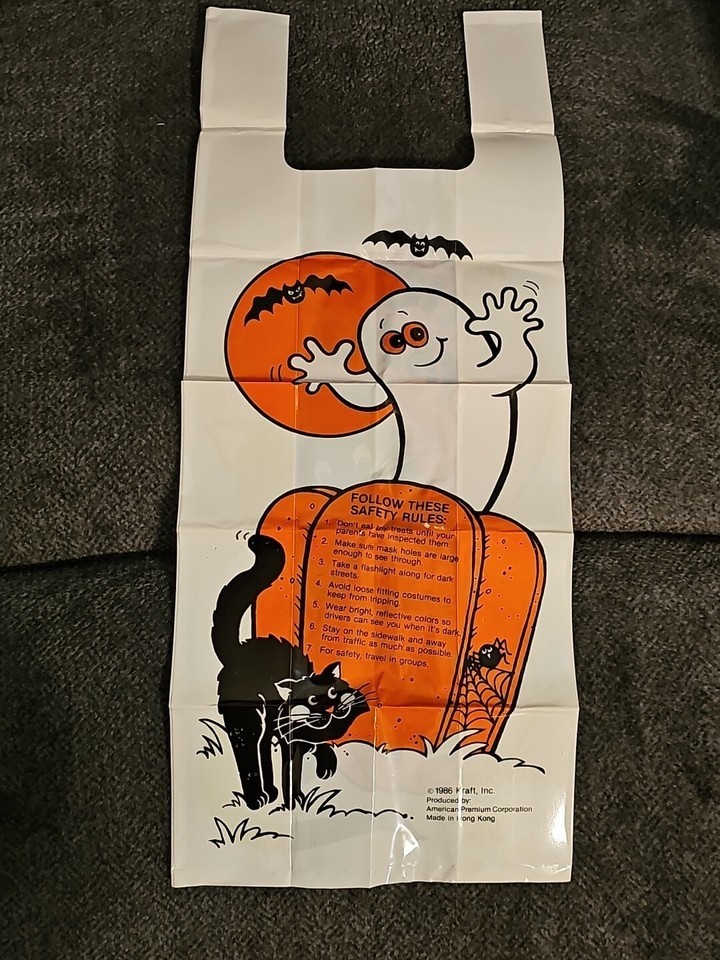 FOLLOW THESE
SAFETY RULES:
1. Don't eat any treats until your
parents have inspected them.
2. Make sure mask holes are large
enough to see through.
3. Take a flashlight along for dark
streets.
4. Avoid loose fitting costumes to
keep from tripping.
5. Wear bright, reflective colors so
drivers can see you when it's dark.
6. Stay on the sidewalk and away
from traffic as much as possible.
7. For safety, travel in groups.
©1986 Kraft, Inc.
Produced by:
American Premium Corporation
Made in Hong Kong